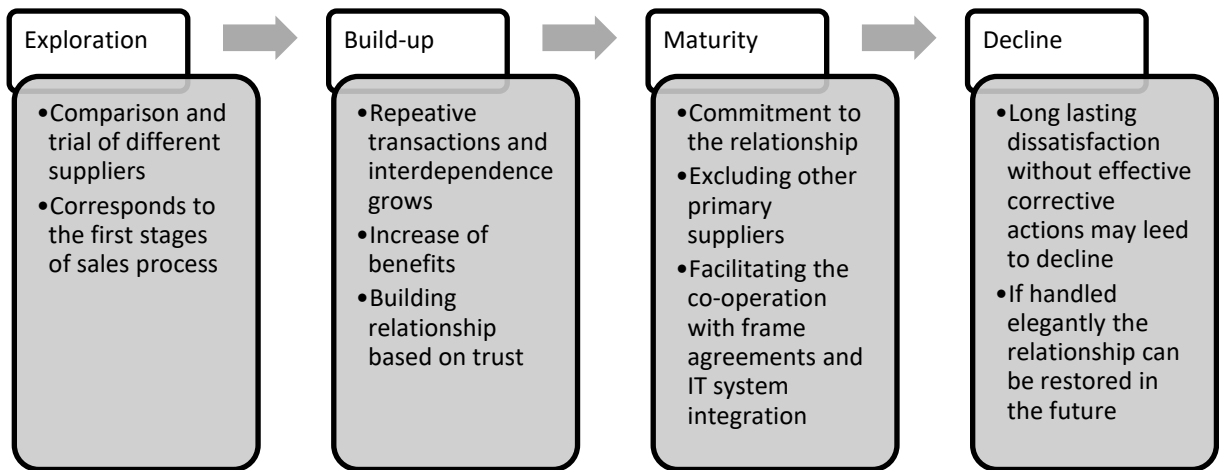 Exploration
•Comparison and
trial of different
suppliers
•Corresponds to
the first stages
of sales process
Build-up
•Repeative
transactions and
interdependence
grows
•Increase of
benefits
•Building
relationship
based on trust
Maturity
•Commitment to
the relationship
•Excluding other
primary
suppliers
•Facilitating the
co-operation
with frame
agreements and
IT system
integration
Decline
•Long lasting
dissatisfaction
without effective
corrective
actions may leed
to decline
•If handled
elegantly the
relationship can
be restored in
the future